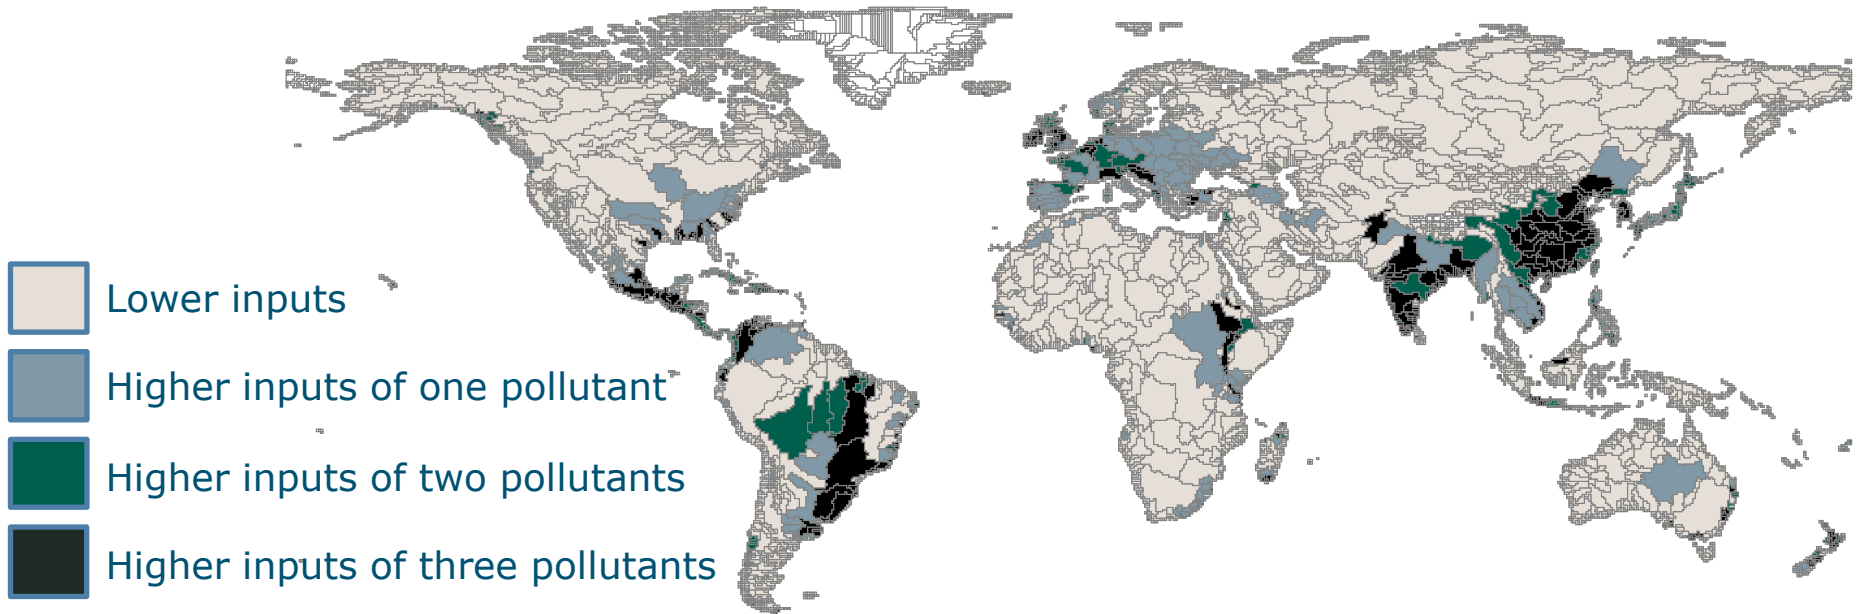 Lower inputs
Higher inputs of one pollutant
Higher inputs of two pollutants
Higher inputs of three pollutants